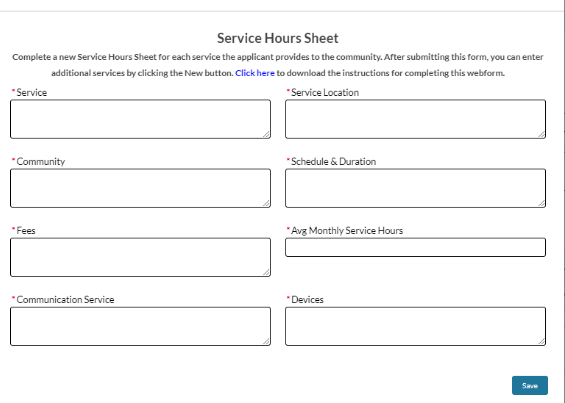 Service Hours Sheet
Complete a new Service Hours Sheet for each service the applicant provides to the community. After submitting this form, you can enter
additional services by clicking the New button. Click here to download the instructions for completing this webform.
*Service
*Service Location
*Community
*Schedule & Duration
*Fees
*Avg Monthly Service Hours
*Communication Service
*Devices
Save